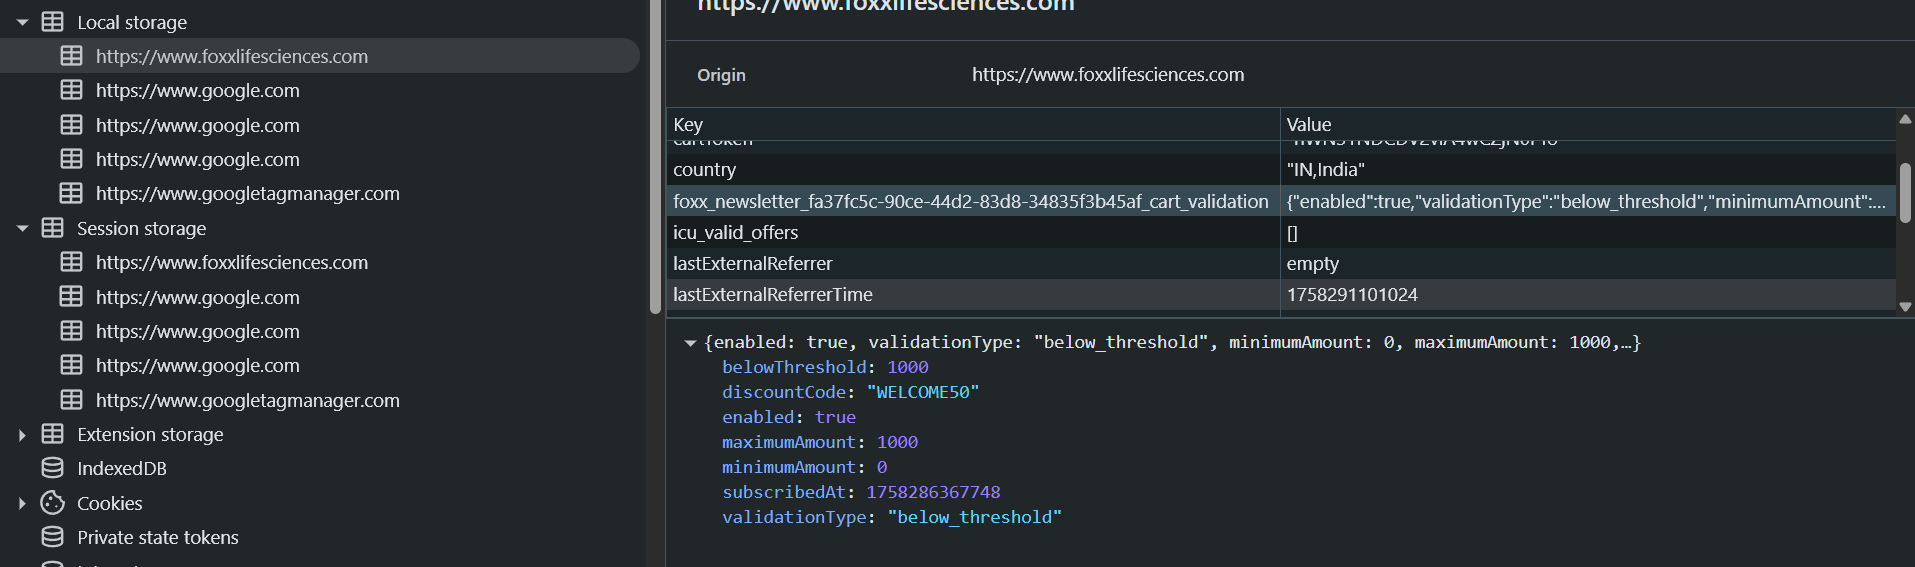 Local storage
https://www.foxxlifesciences.com
https://www.google.com
https://www.google.com
https://www.google.com
https://www.googletagmanager.com
Session storage
https://www.foxxlifesciences.com
https://www.google.com
https://www.google.com
https://www.google.com
https://www.googletagmanager.com
Extension storage
IndexedDB
Cookies
Private state tokens
https://www.foxxlifesciences.com
Origin https://www.foxxlifesciences.com
Key Value
cartToken
country "IN,India"
foxx_newsletter_fa37fc5c-90ce-44d2-83d8-34835f3b45af_cart_validation {"enabled":true,"validationType":"below_threshold","minimumAmount":...
icu_valid_offers []
lastExternalReferrer empty
lastExternalReferrerTime 1758291101024
{enabled: true, validationType: "below_threshold", minimumAmount: 0, maximumAmount: 1000,…}
belowThreshold: 1000
discountCode: "WELCOME50"
enabled: true
maximumAmount: 1000
minimumAmount: 0
subscribedAt: 1758286367748
validationType: "below_threshold"